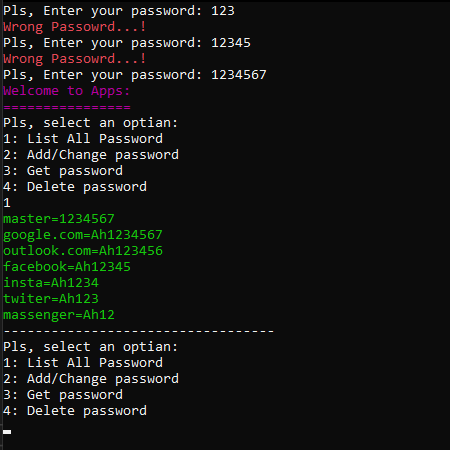 Pls, Enter your password: 123
Wrong Passowrd...!
Pls, Enter your password: 12345
Wrong Passowrd...!
Pls, Enter your password: 1234567
Welcome to Apps:
================
Pls, select an optian:
1: List All Password
2: Add/Change password
3: Get password
4: Delete password
1
master=1234567
google.com=Ah1234567
outlook.com=Ah123456
facebook=Ah12345
insta=Ah1234
twiter=Ah123
massenger=Ah12
----------------------------------
Pls, select an optian:
1: List All Password
2: Add/Change password
3: Get password
4: Delete password